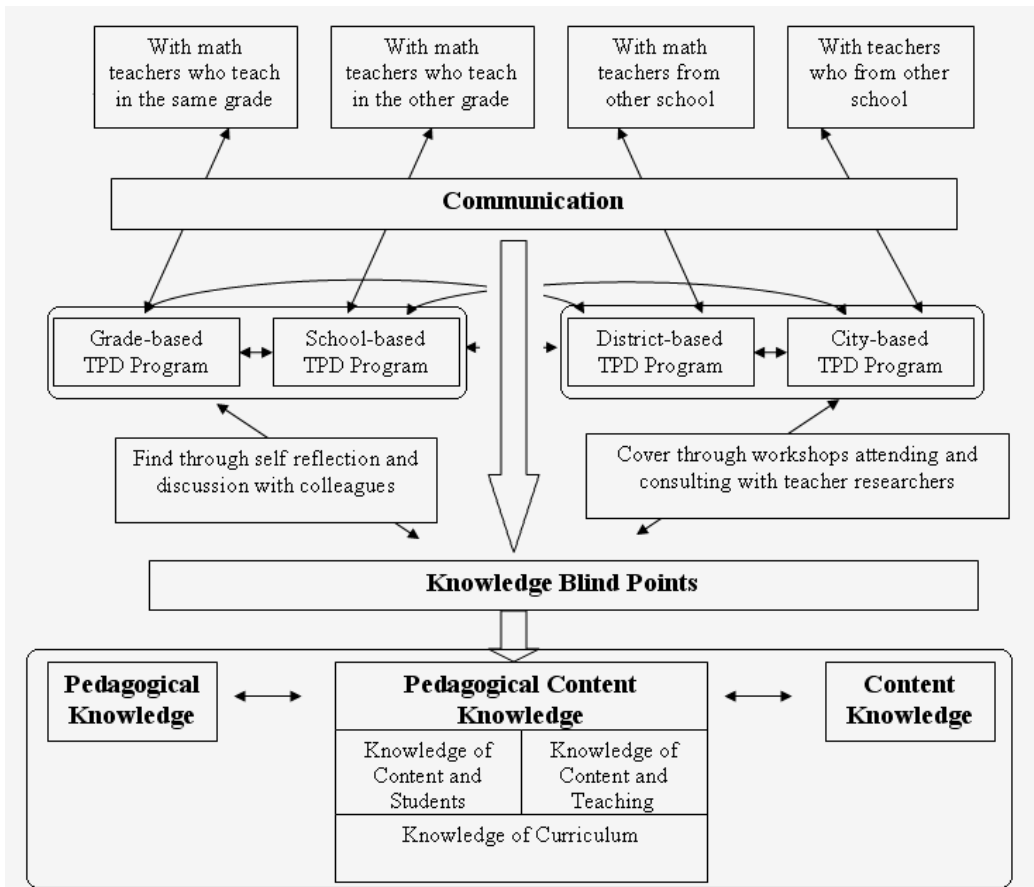 With math
teachers who teach
in the same grade
With math
teachers who teach
in the other grade
With math
teachers from
other school
With teachers
who from other
school
Communication
Grade-based
TPD Program
School-based
TPD Program
District-based
TPD Program
City-based
TPD Program
Find through self reflection and
discussion with colleagues
Cover through workshops attending and
consulting with teacher researchers
Knowledge Blind Points
Pedagogical
Knowledge
Pedagogical Content
Knowledge
Content
Knowledge
Knowledge of
Content and
Students
Knowledge of
Content and
Teaching
Knowledge of Curriculum